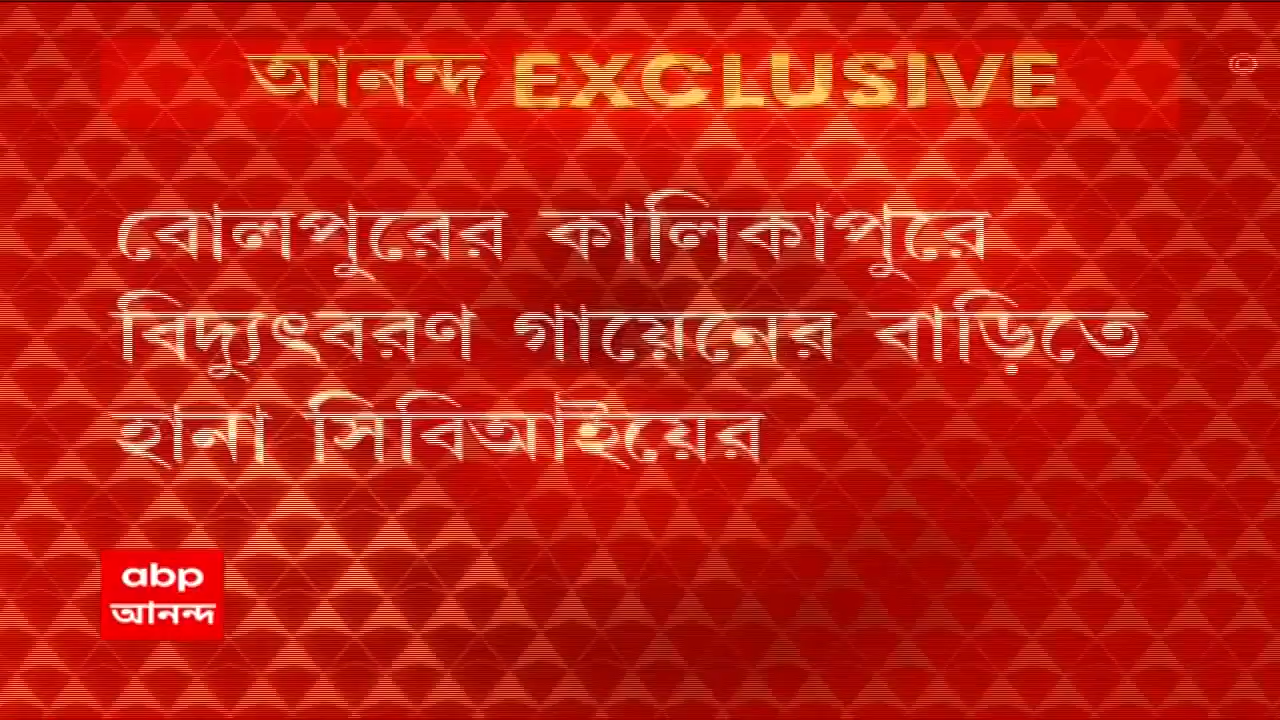 আনন্দ EXCLUSIVE
©
বোলপুরের কালিকাপুরে
বিদ্যুৎবরণ গায়েনের বাড়িতে
হানা সিবিআইয়ের
abp
আনন্দ